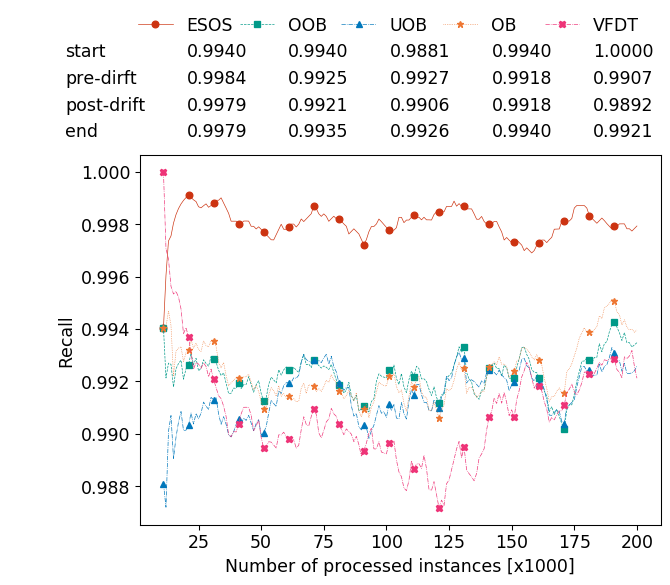 ESOS OOB UOB OB VFDT
start 0.9940 0.9940 0.9881 0.9940 1.0000
pre-dirft 0.9984 0.9925 0.9927 0.9918 0.9907
post-drift 0.9979 0.9921 0.9906 0.9918 0.9892
end 0.9979 0.9935 0.9926 0.9940 0.9921
1.000
0.998
0.996
0.994
0.992
0.990
0.988
Recall
25 50 75 100 125 150 175 200
Number of processed instances [x1000]